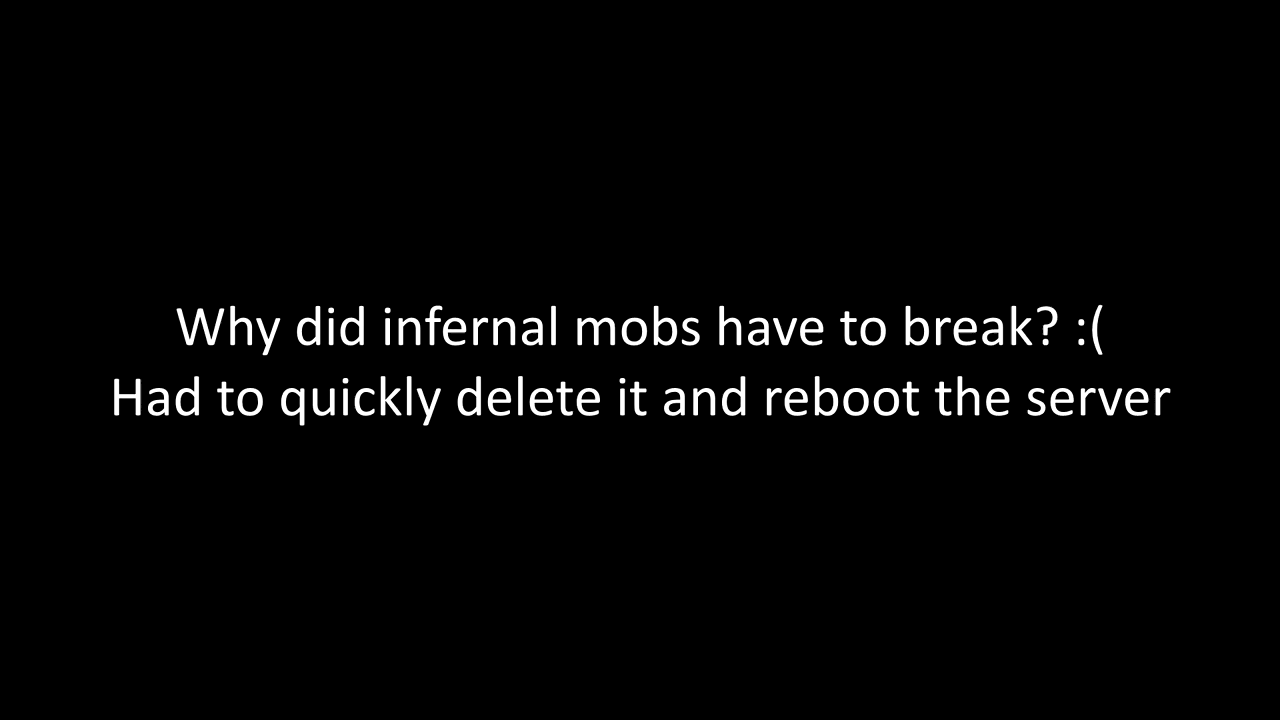 Why did infernal mobs have to break? :(
Had to quickly delete it and reboot the server